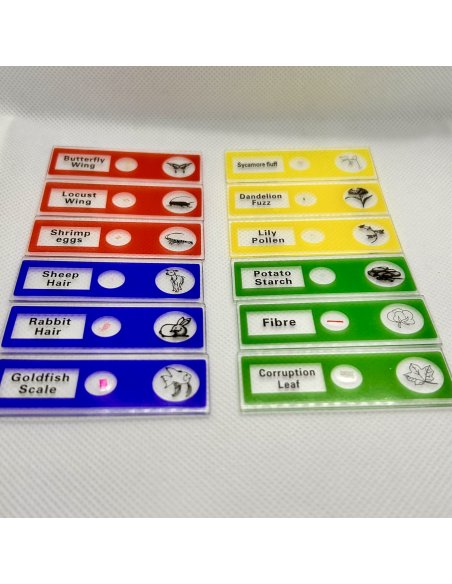 Butterfly
Wing
Locust
Wing
Shrimp
eggs
Sheep
Hair
Rabbit
Hair
Goldfish
Scale
Sycamore fluff
Dandelion
Fuzz
Lily
Pollen
Potato
Starch
Fibre
Corruption
Leaf